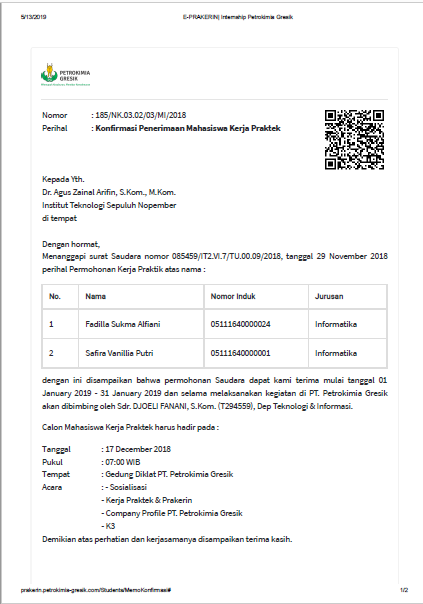 5/13/2019 E-PRAKERIN| Internship Petrokimia Gresik
PETROKIMIA
GRESIK
Nomor : 185/NK.03.02/03/MI/2018
Perihal : Konfirmasi Penerimaan Mahasiswa Kerja Praktek
Kepada Yth.
Dr. Agus Zainal Arifin, S.Kom., M.Kom.
Institut Teknologi Sepuluh Nopember
di tempat
Dengan hormat,
Menanggapi surat Saudara nomor 085459/IT2.VI.7/TU.00.09/2018, tanggal 29 November 2018
perihal Permohonan Kerja Praktik atas nama :
No. Nama Nomor Induk Jurusan
1 Fadilla Sukma Alfiani 05111640000024 Informatika
2 Safira Vanillia Putri 05111640000001 Informatika
dengan ini disampaikan bahwa permohonan Saudara dapat kami terima mulai tanggal 01
January 2019 - 31 January 2019 dan selama melaksanakan kegiatan di PT. Petrokimia Gresik
akan dibimbing oleh Sdr. DJOELI FANANI, S.Kom. (T294559), Dep Teknologi & Informasi.
Calon Mahasiswa Kerja Praktek harus hadir pada :
Tanggal : 17 December 2018
Pukul : 07:00 WIB
Tempat : Gedung Diklat PT. Petrokimia Gresik
Acara : - Sosialisasi
- Kerja Praktek & Prakerin
- Company Profile PT. Petrokimia Gresik
- K3
Demikian atas perhatian dan kerjasamanya disampaikan terima kasih.
prakerin.petrokimia-gresik.com/Students/MemoKonfirmasi# 1/2